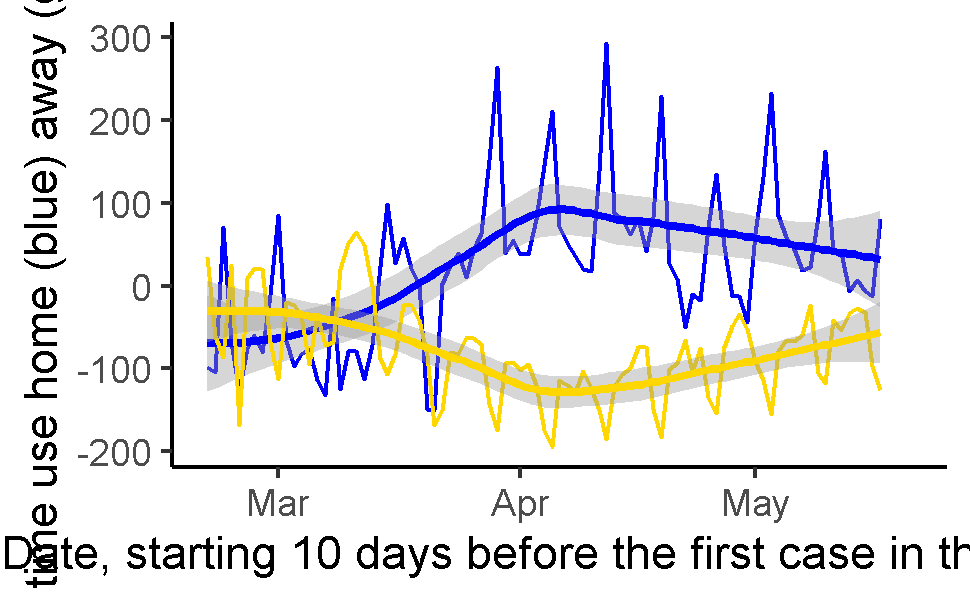 time use home (blue) away (
300
200
100
0
-100
-200
Mar Apr May
Date, starting 10 days before the first case in th